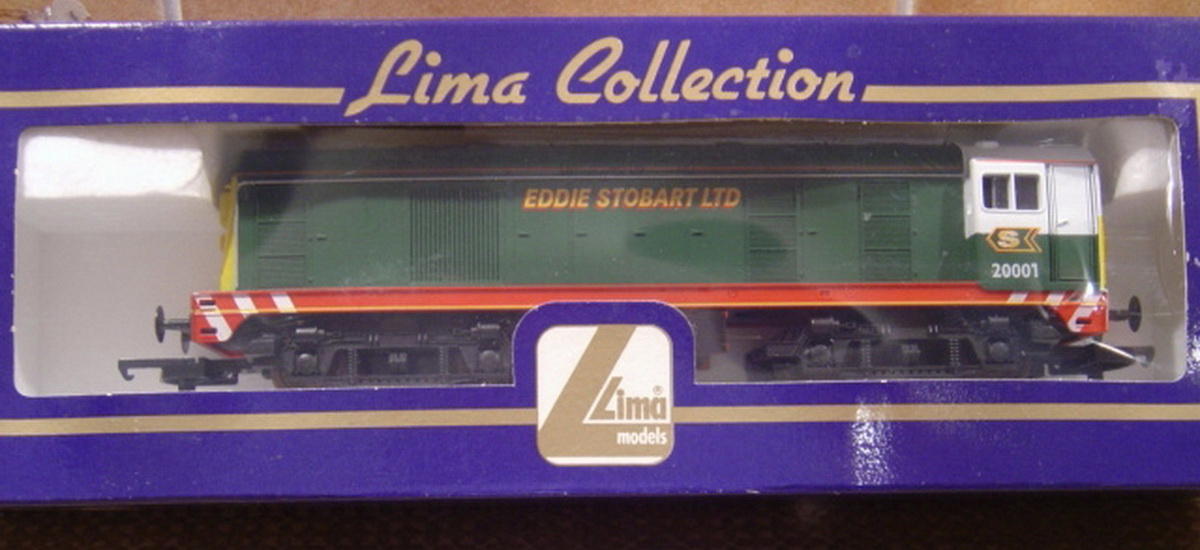 Lima Collection
EDDIE STOBART LTD
S
20001
Lima®
models